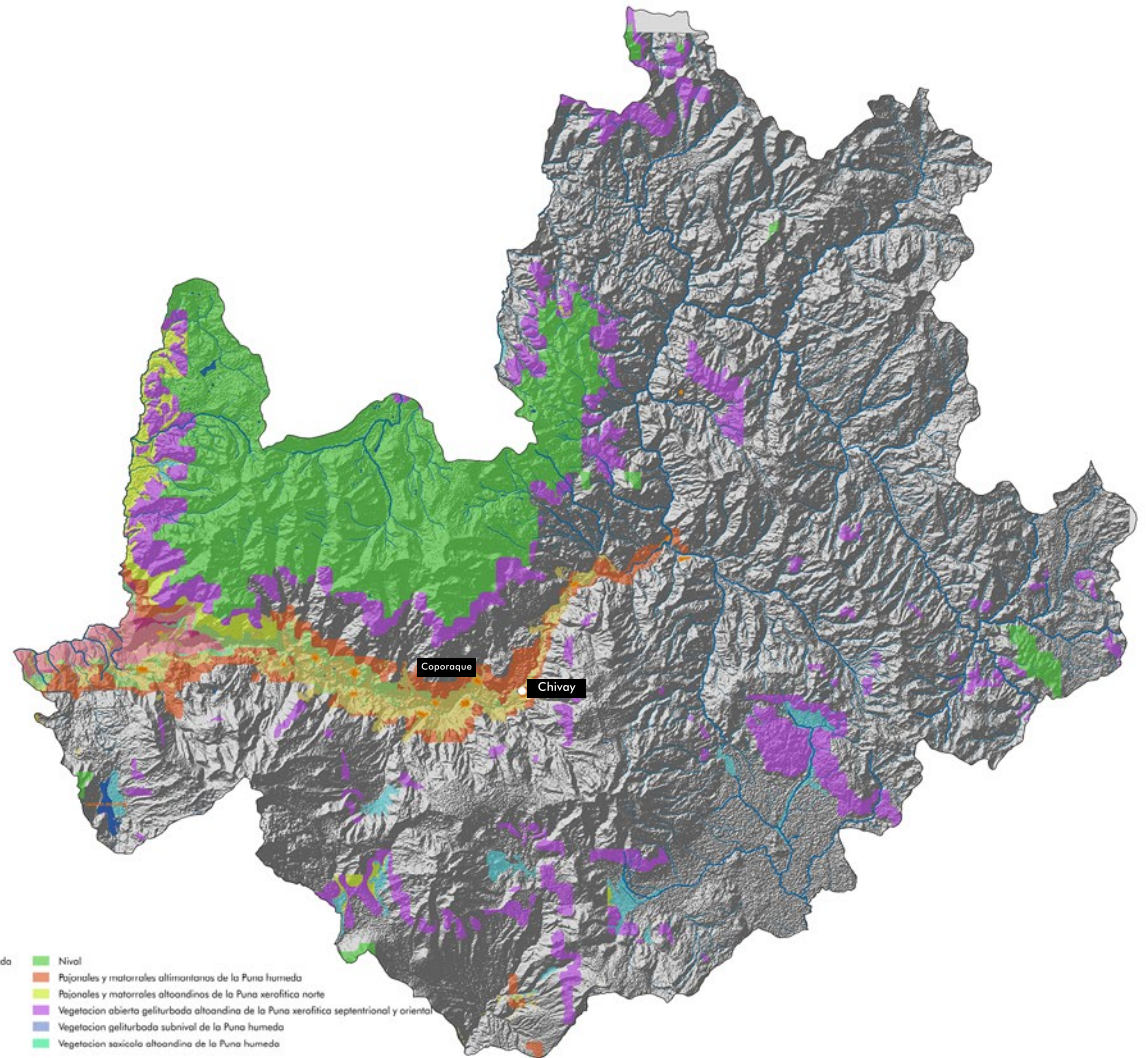 Coporaque
Chivay
da
Nival
Pajonales y matorrales altimontanos de la Puna humeda
Pajonales y matorrales altoandinos de la Puna xerofitica norte
Vegetacion abierta geliturbada altoandina de la Puna xerofitica septentrional y oriental
Vegetacion geliturbada subnival de la Puna humeda
Vegetacion saxicola altoandina de la Puna humeda